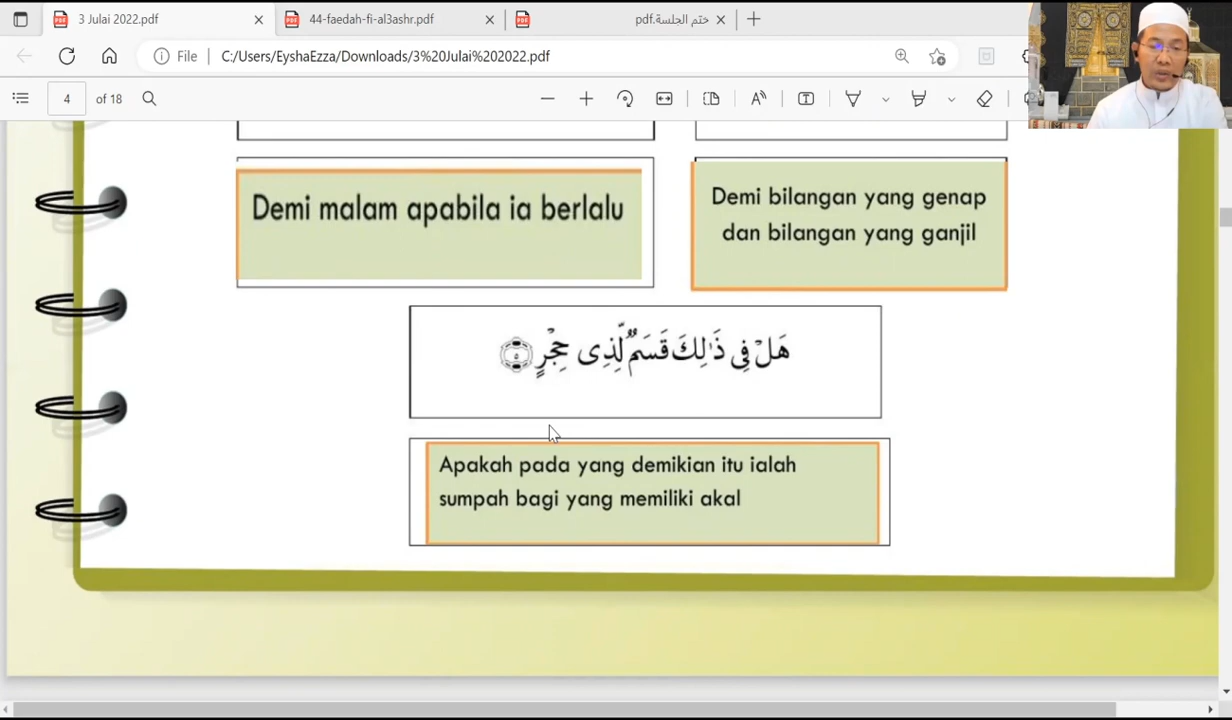 3 Julai 2022.pdf
44-faedah-fi-al3ashr.pdf
ختم الجلسة.pdf
File
C:/Users/EyshaEzza/Downloads/3%20Julai%202022.pdf
4 of 18
Demi malam apabila ia berlalu
Demi bilangan yang genap
dan bilangan yang ganjil
هَلْ فِى ذَٰلِكَ قَسَمٌ لِّذِى حِجْرٍ ٥
Apakah pada yang demikian itu ialah
sumpah bagi yang memiliki akal